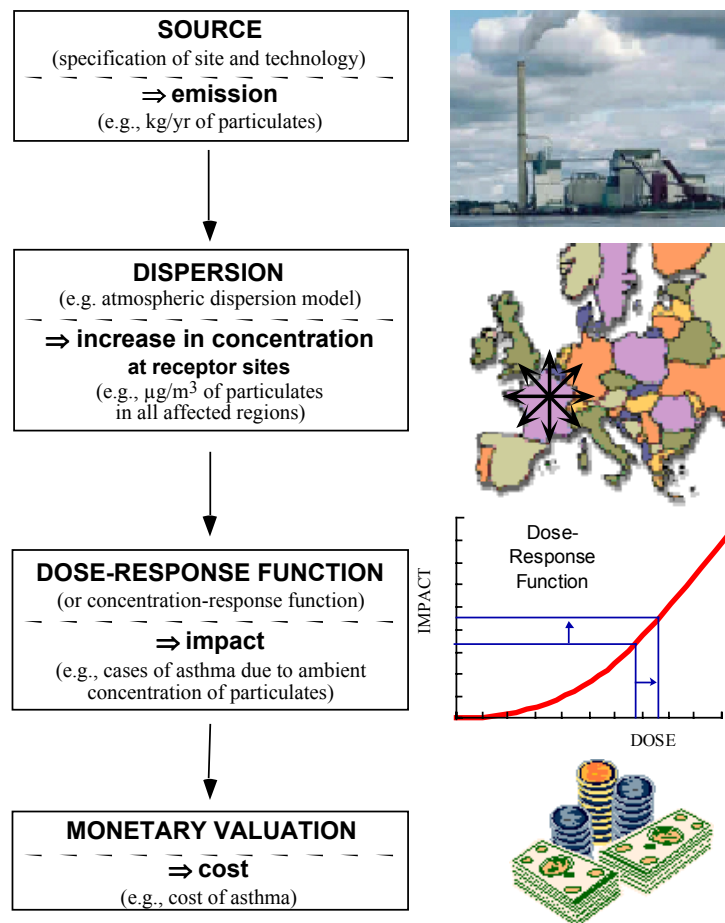 SOURCE
(specification of site and technology)
⇒ emission
(e.g., kg/yr of particulates)
DISPERSION
(e.g. atmospheric dispersion model)
⇒ increase in concentration
at receptor sites
(e.g., µg/m³ of particulates
in all affected regions)
DOSE-RESPONSE FUNCTION
(or concentration-response function)
⇒ impact
(e.g., cases of asthma due to ambient
concentration of particulates)
MONETARY VALUATION
⇒ cost
(e.g., cost of asthma)
Dose-
Response
Function
IMPACT
DOSE